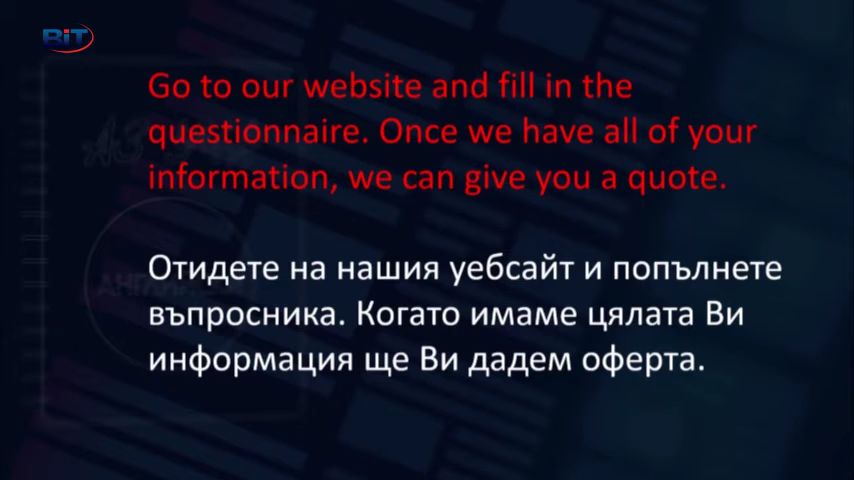 BiT
Go to our website and fill in the
questionnaire. Once we have all of your
information, we can give you a quote.
Отидете на нашия уебсайт и попълнете
въпросника. Когато имаме цялата Ви
информация ще Ви дадем оферта.